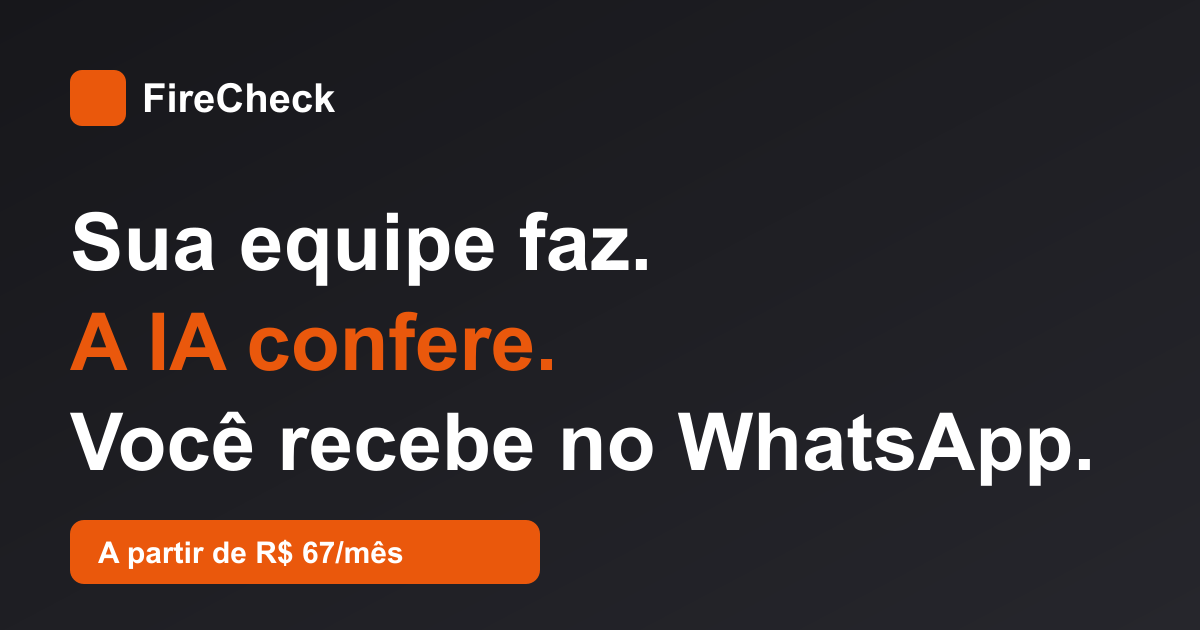 FireCheck
Sua equipe faz.
A IA confere.
Você recebe no WhatsApp.
A partir de R$ 67/mês